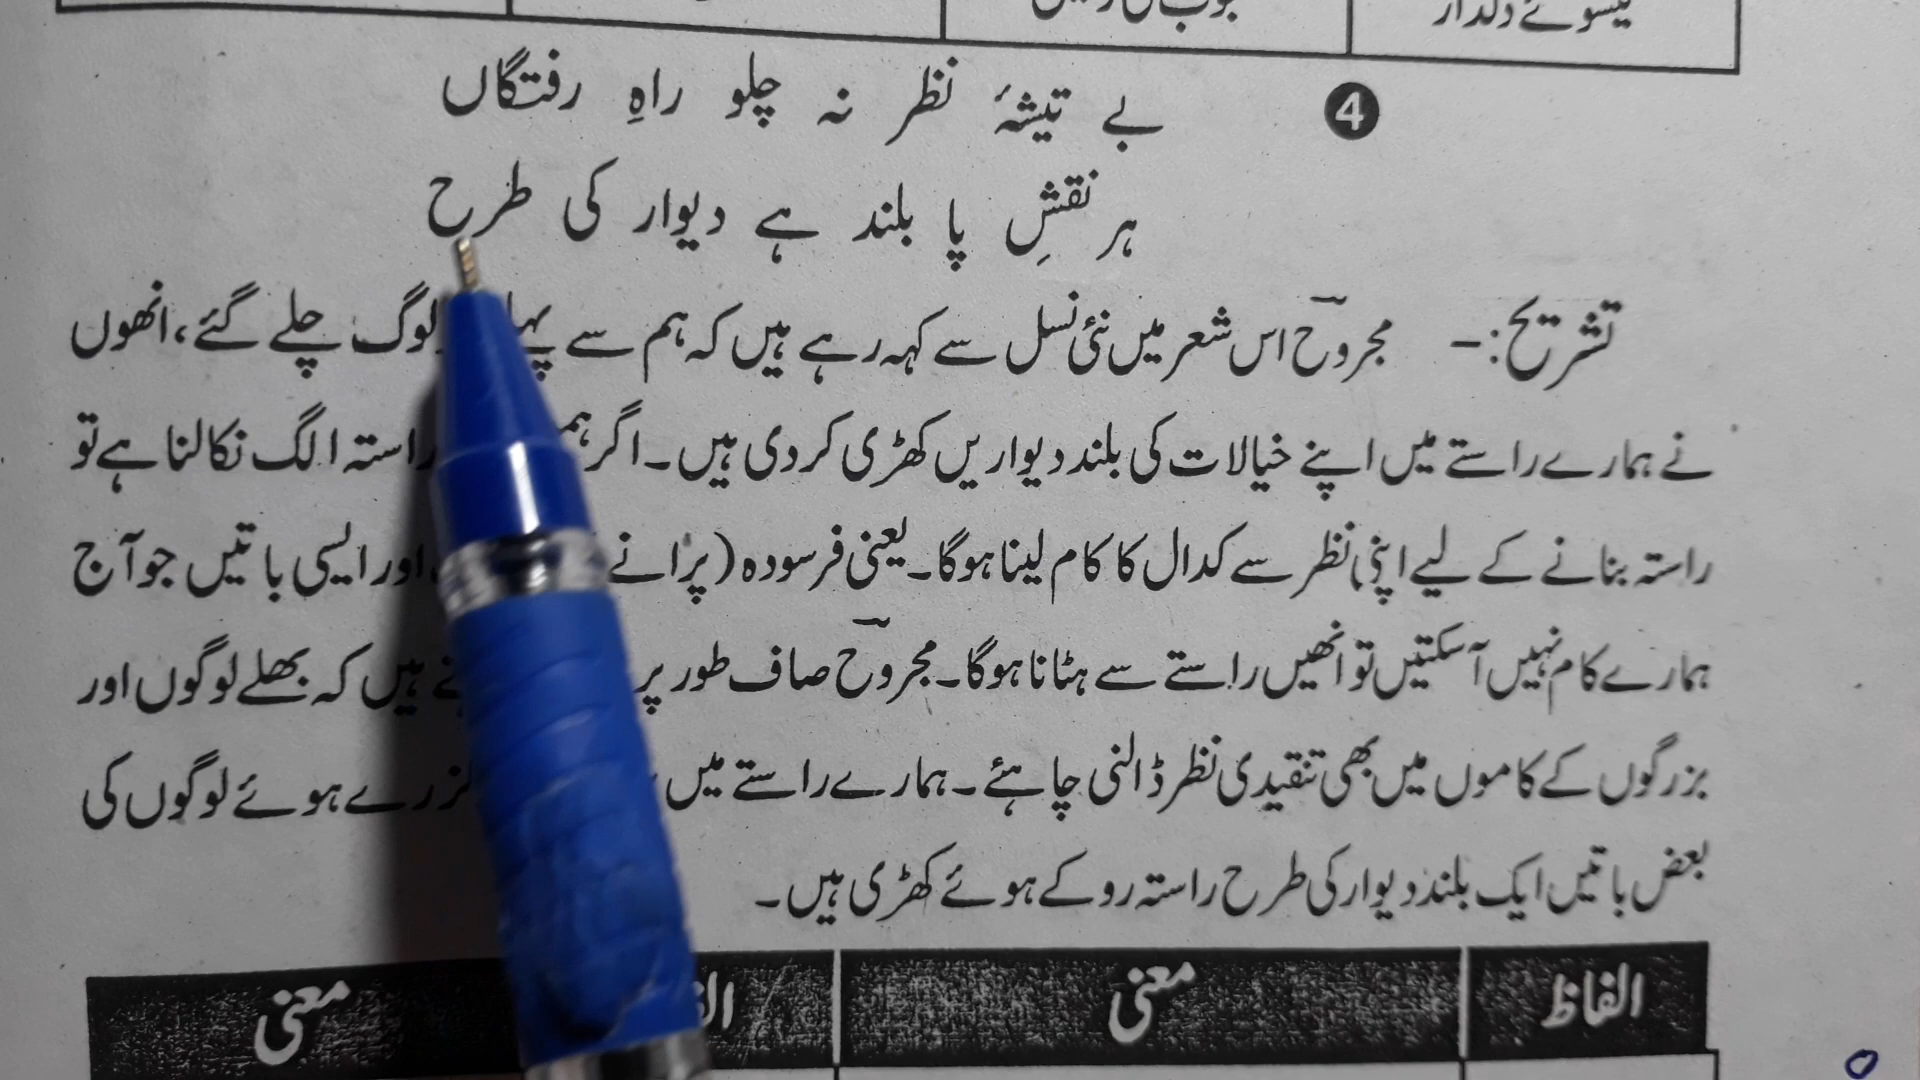 گیسوئے دلدار
❹ بے تیشۂ نظر نہ چلو راہِ رفتگاں
ہر نقشِ پا بلند ہے دیوار کی طرح
تشریح:- مجروحؔ اس شعر میں نئی نسل سے کہہ رہے ہیں کہ ہم سے لوگ چلے گئے، انھوں
نے ہمارے راستے میں اپنے خیالات کی بلند دیواریں کھڑی کر دی ہیں۔ اگر راستہ الگ نکالنا ہے تو
راستہ بنانے کے لیے اپنی نظر سے کدال کا کام لینا ہوگا۔ یعنی فرسودہ (پرانے اور ایسی باتیں جو آج
ہمارے کام نہیں آسکتیں تو انھیں راستے سے ہٹانا ہوگا۔ مجروحؔ صاف طور پر ہیں کہ بھلے لوگوں اور
بزرگوں کے کاموں میں بھی تنقیدی نظر ڈالنی چاہئے۔ ہمارے راستے میں ہوئے لوگوں کی
بعض باتیں ایک بلند دیوار کی طرح راستہ روکے ہوئے کھڑی ہیں۔
الفاظ معنی معنی